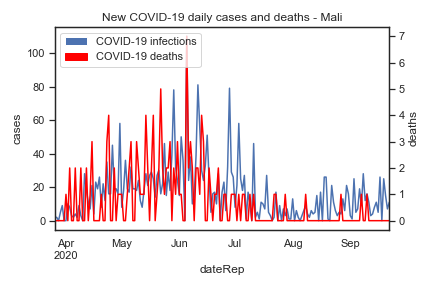 New COVID-19 daily cases and deaths - Mali
COVID-19 infections
COVID-19 deaths
cases
100
80
60
40
20
0
7
6
5
4
3
2
1
0
deaths
Apr
2020
May
Jun
Jul
Aug
Sep
dateRep